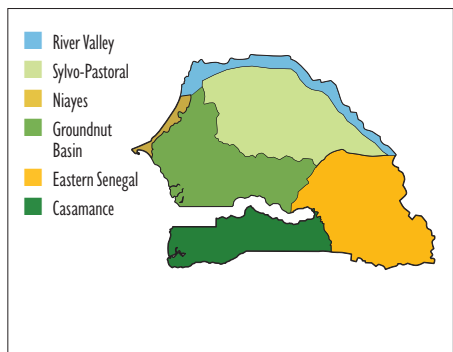 River Valley
Sylvo-Pastoral
Niayes
Groundnut
Basin
Eastern Senegal
Casamance